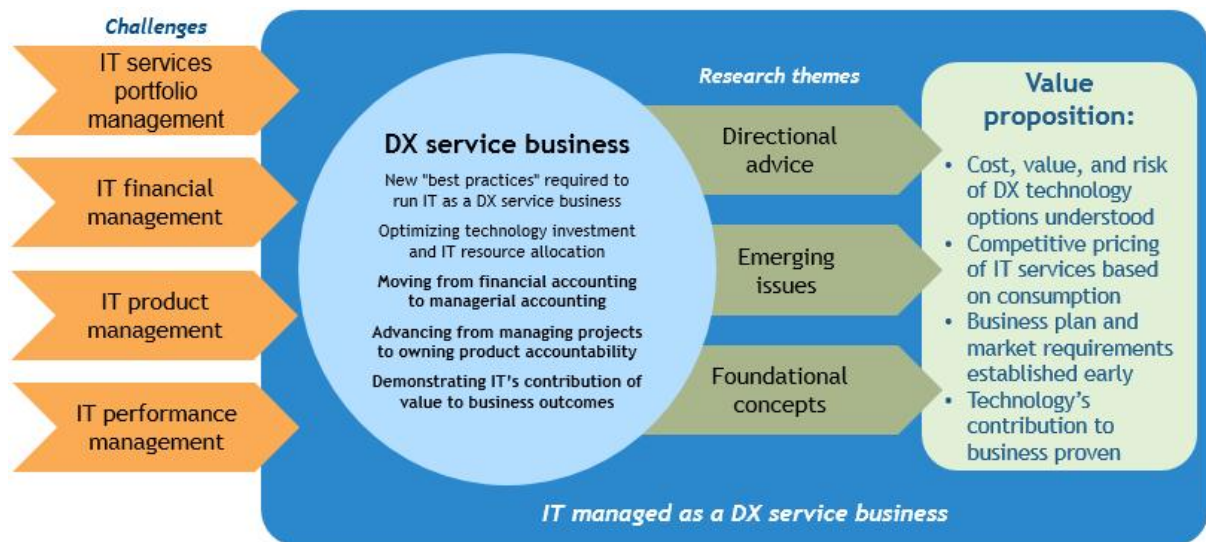 Challenges
IT services
portfolio
management
IT financial
management
IT product
management
IT performance
management
DX service business
New "best practices" required to
run IT as a DX service business
Optimizing technology investment
and IT resource allocation
Moving from financial accounting
to managerial accounting
Advancing from managing projects
to owning product accountability
Demonstrating IT's contribution of
value to business outcomes
Research themes
Directional
advice
Emerging
issues
Foundational
concepts
Value
proposition:
• Cost, value, and risk
of DX technology
options understood
• Competitive pricing
of IT services based
on consumption
• Business plan and
market requirements
established early
• Technology's
contribution to
business proven
IT managed as a DX service business